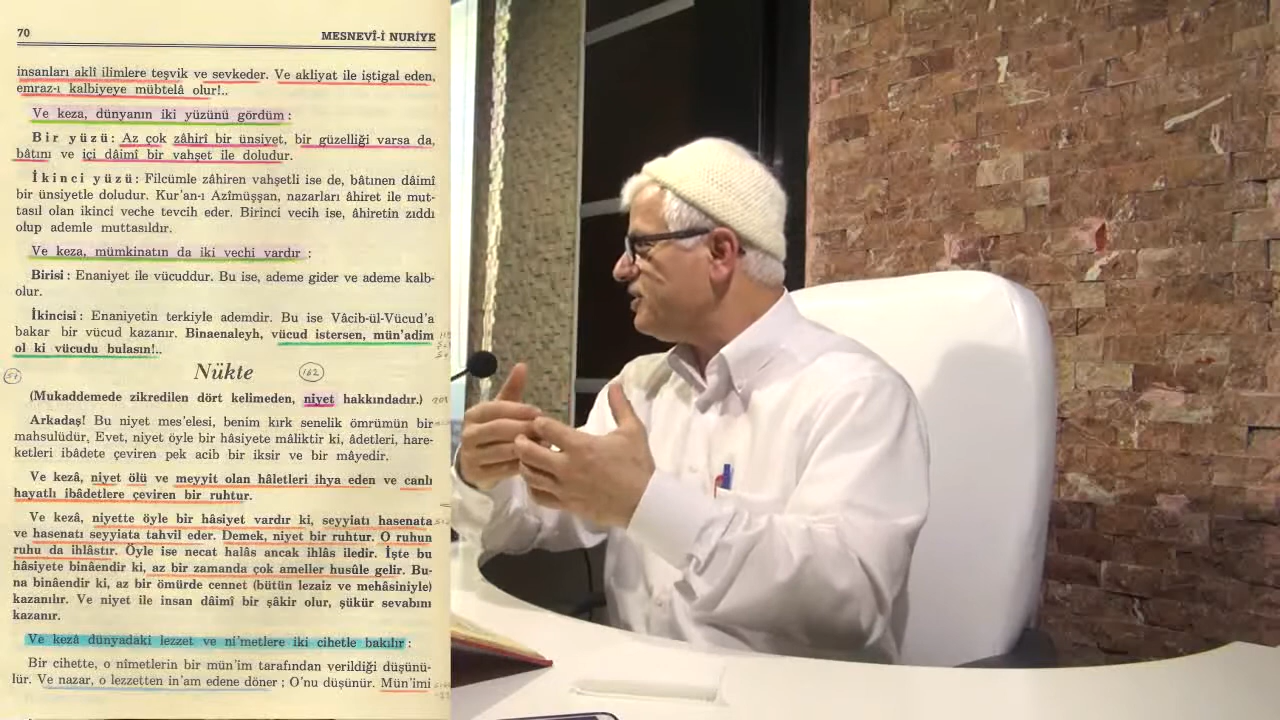 70 MESNEVÎ-İ NURİYE
insanları aklî ilimlere teşvik ve sevkeder. Ve akliyat ile iştigal eden,
emraz-ı kalbiyeye mübtelâ olur!..
Ve keza, dünyanın iki yüzünü gördüm :
Bir yüzü : Az çok zâhirî bir ünsiyet, bir güzelliği varsa da,
bâtını ve içi dâimî bir vahşet ile doludur.
İkinci yüzü : Filcümle zâhiren vahşetli ise de, bâtınen dâimî
bir ünsiyetle doludur. Kur'an-ı Azîmüşşan, nazarları âhiret ile mut-
tasıl olan ikinci veche tevcih eder. Birinci vecih ise, âhiretin zıddı
olup ademle muttasıldır.
Ve keza, mümkinatın da iki vechi vardır :
Birisi : Enaniyet ile vücuddur. Bu ise, ademe gider ve ademe kalb-
olur.
İkincisi : Enaniyetin terkiyle ademdir. Bu ise Vâcib-ül-Vücud'a
bakar bir vücud kazanır. Binaenaleyh, vücud istersen, mün'adim
ol ki vücudu bulasın!..
Nükte 162
(Mukaddemede zikredilen dört kelimeden, niyet hakkındadır.)
Arkadaş! Bu niyet mes'elesi, benim kırk senelik ömrümün bir
mahsulüdür, Evet, niyet öyle bir hâsiyete mâliktir ki, âdetleri, hare-
ketleri ibâdete çeviren pek acib bir iksir ve bir mâyedir.
Ve keza, niyet ölü ve meyyit olan hâletleri ihya eden ve canlı
hayatlı ibâdetlere çeviren bir ruhtur.
Ve kezâ, niyette öyle bir hâsiyet vardır ki, seyyiatı hasenata
ve hasenatı seyyiata tahvil eder. Demek, niyet bir ruhtur. O ruhun
ruhu da ihlâstır. Öyle ise necat halâs ancak ihlâs iledir. İşte bu
hâsiyete binâendir ki, az bir zamanda çok ameller husûle gelir. Bu-
na binâendir ki, az bir ömürde cennet (bütün lezaiz ve mehâsiniyle)
kazanılır. Ve niyet ile insan dâimî bir şâkir olur, şükür sevabını
kazanır.
Ve kezâ dünyadaki lezzet ve ni'metlere iki cihetle bakılır :
Bir cihette, o nîmetlerin bir mün'im tarafından verildiği düşünü-
lür. Ve nazar, o lezzetten in'am edene döner ; O'nu düşünür. Mün'imi